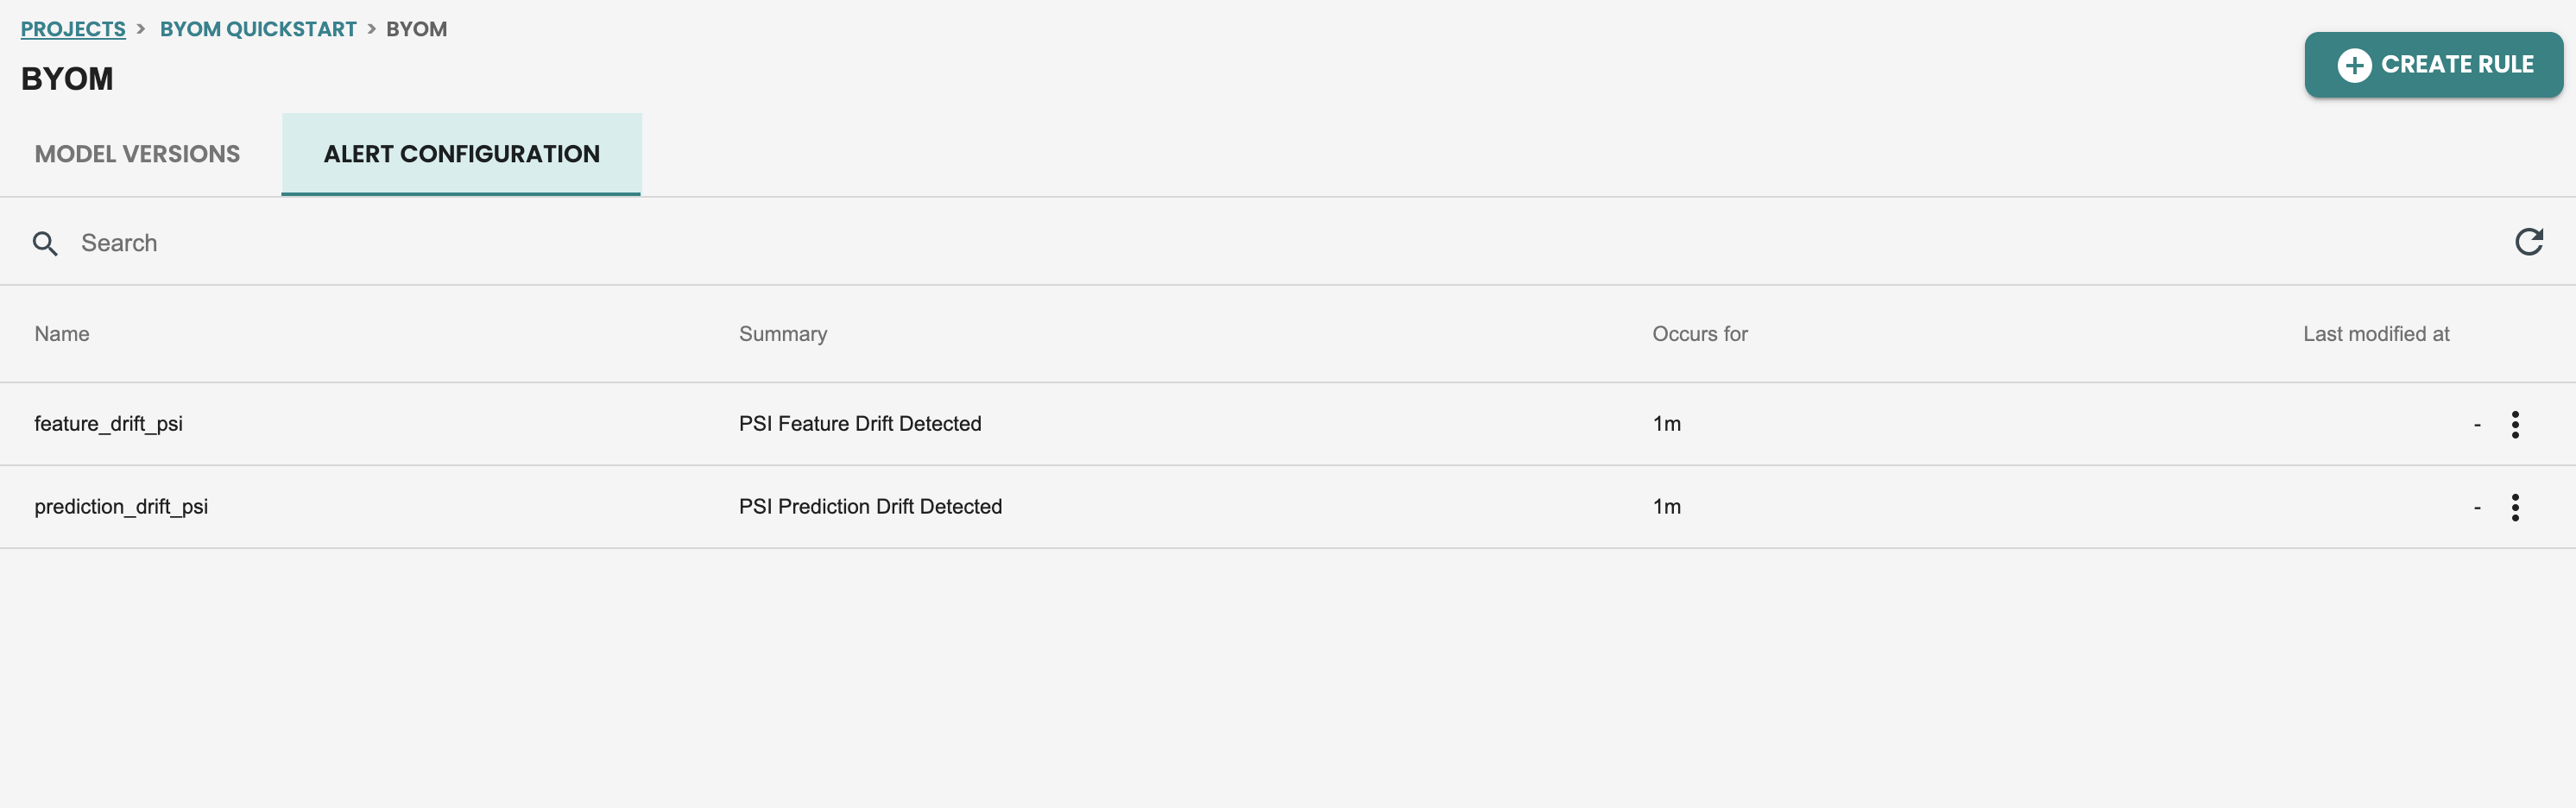 PROJECTS > BYOM QUICKSTART > BYOM
BYOM
CREATE RULE
MODEL VERSIONS ALERT CONFIGURATION
Search
Name Summary Occurs for Last modified at
feature_drift_psi PSI Feature Drift Detected 1m -
prediction_drift_psi PSI Prediction Drift Detected 1m -